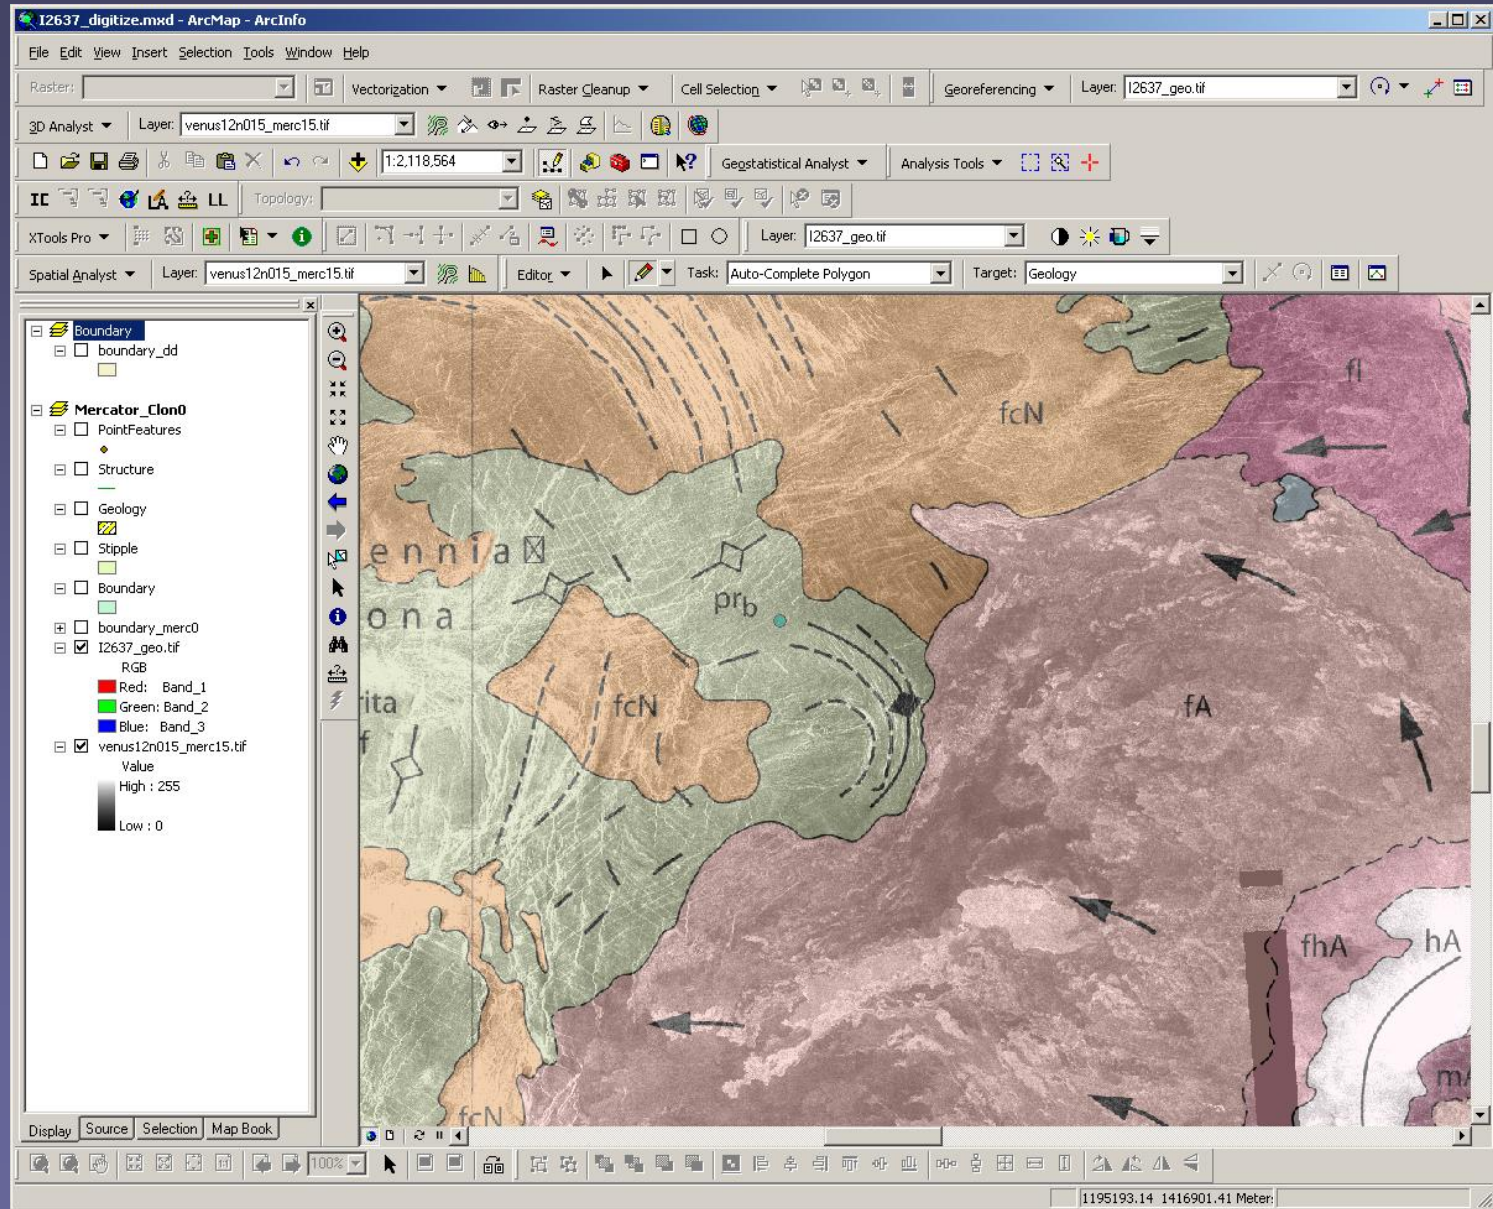 I2637_digitize.mxd - ArcMap - ArcInfo
File Edit View Insert Selection Tools Window Help
Raster: Vectorization Raster Cleanup Cell Selection Georeferencing Layer: I2637_geo.tif
3D Analyst Layer: venus12n015_merc15.tif
1:2,118,564 Geostatistical Analyst Analysis Tools
IC LL Topology:
XTools Pro Layer: I2637_geo.tif
Spatial Analyst Layer: venus12n015_merc15.tif Editor Task: Auto-Complete Polygon Target: Geology
Boundary
boundary_dd
Mercator_Clon0
PointFeatures
Structure
Geology
Stipple
Boundary
boundary_merc0
I2637_geo.tif
RGB
Red: Band_1
Green: Band_2
Blue: Band_3
venus12n015_merc15.tif
Value
High : 255
Low : 0
fl
fcN
ennia
prb
ona
rita
fcN
fA
f
fhA
hA
fcN
Display Source Selection Map Book
100%
1195193.14 1416901.41 Meter